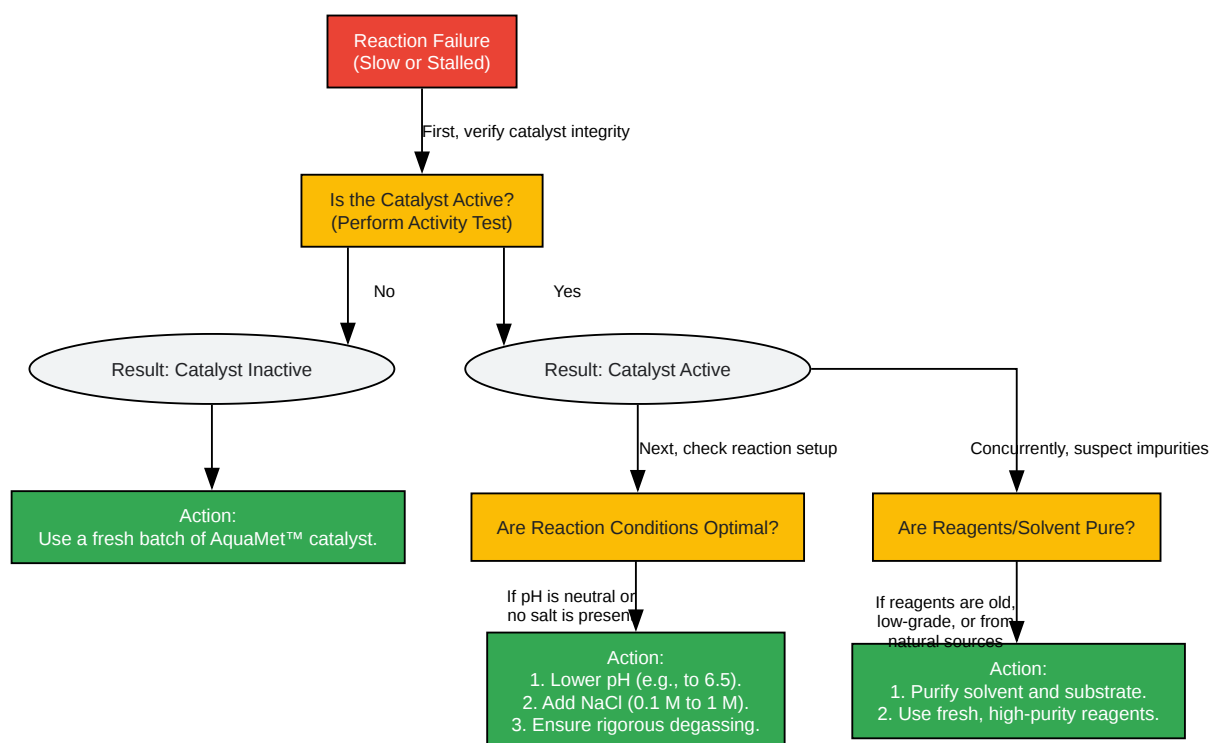 Reaction Failure
(Slow or Stalled)
First, verify catalyst integrity
Is the Catalyst Active?
(Perform Activity Test)
No
Yes
Result: Catalyst Inactive
Result: Catalyst Active
Next, check reaction setup
Concurrently, suspect impurities
Action:
Use a fresh batch of AquaMet™ catalyst.
Are Reaction Conditions Optimal?
Are Reagents/Solvent Pure?
If pH is neutral or
no salt is present
If reagents are old,
low-grade, or from
natural sources
Action:
1. Lower pH (e.g., to 6.5).
2. Add NaCl (0.1 M to 1 M).
3. Ensure rigorous degassing.
Action:
1. Purify solvent and substrate.
2. Use fresh, high-purity reagents.